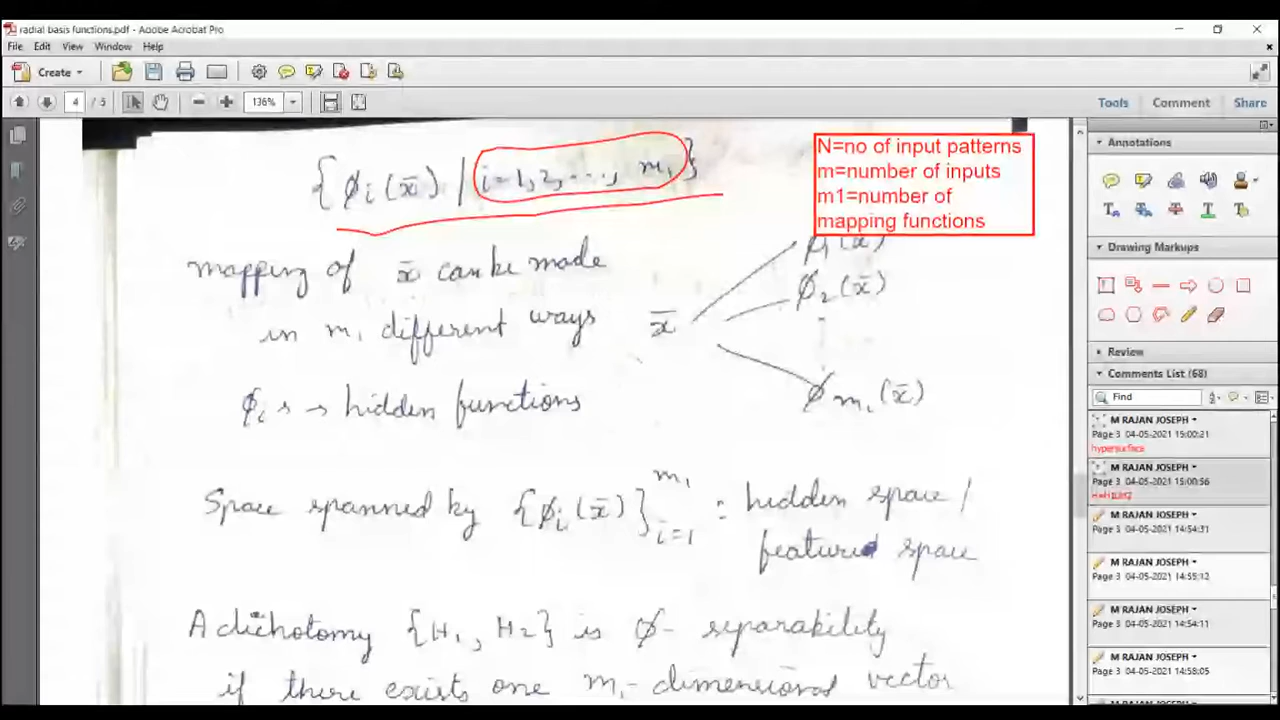 radial basis functions.pdf - Adobe Acrobat Pro
File Edit View Window Help
Create
4 / 5 136% Tools Comment Share
{ϕi(x̄) / i=1,2,..., m1}
N=no of input patterns
m=number of inputs
m1=number of
mapping functions
mapping of x̄ can be made
in m1 different ways
x̄
ϕ1(x̄)
ϕ2(x̄)
ϕm1(x̄)
ϕi s → hidden functions
Space spanned by {ϕi(x̄)}i=1 m1 : hidden space /
feature space
A dichotomy {H1, H2} is ϕ- separability
if there exists one m1-dimensional vector
Annotations
Drawing Markups
Review
Comments List (68)
Find
M RAJAN JOSEPH
Page 3 04-05-2021 15:00:21
hypersurface
M RAJAN JOSEPH
Page 3 04-05-2021 15:00:56
M RAJAN JOSEPH
Page 3 04-05-2021 14:54:31
M RAJAN JOSEPH
Page 3 04-05-2021 14:55:12
M RAJAN JOSEPH
Page 3 04-05-2021 14:54:11
M RAJAN JOSEPH
Page 3 04-05-2021 14:58:05
M RAJAN JOSEPH